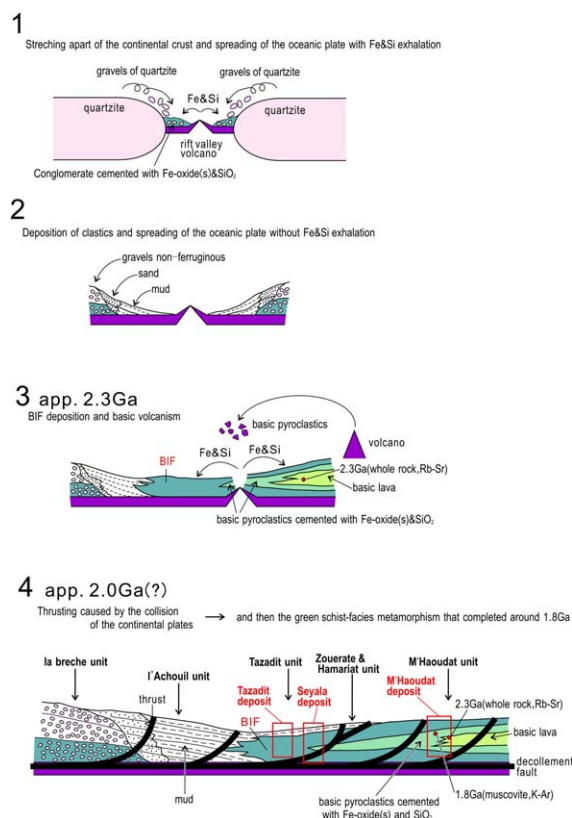 1
Streching apart of the continental crust and spreading of the oceanic plate with Fe&Si exhalation
gravels of quartzite
gravels of quartzite
Fe&Si
quartzite
quartzite
rift valley
volcano
Conglomerate cemented with Fe-oxide(s)&SiO₂
2
Deposition of clastics and spreading of the oceanic plate without Fe&Si exhalation
gravels non-ferruginous
sand
mud
3 app. 2.3Ga
BIF deposition and basic volcanism
basic pyroclastics
volcano
Fe&Si
Fe&Si
BIF
2.3Ga(whole rock,Rb-Sr)
basic lava
basic pyroclastics cemented with Fe-oxide(s)&SiO₂
4 app. 2.0Ga(?)
Thrusting caused by the collision
of the continental plates
→ and then the green schist-facies metamorphism that completed around 1.8Ga
la breche unit
l'Achouil unit
Tazadit unit
Zouerate &
Hamariat unit
M'Haoudat unit
thrust
Tazadit
deposit
Seyala
deposit
M'Haoudat
deposit
2.3Ga(whole rock,Rb-Sr)
BIF
basic lava
decollement
fault
mud
basic pyroclastics cemented
with Fe-oxide(s) and SiO₂
1.8Ga(muscovite,K-Ar)